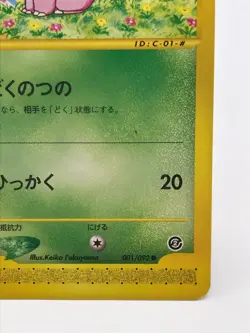 ID:C-01-#
どくのつの
なら、相手を「どく」状態にする。
ひっかく 20
抵抗力 にげる
Illus.Keiko Fukuyama 001/092 ●